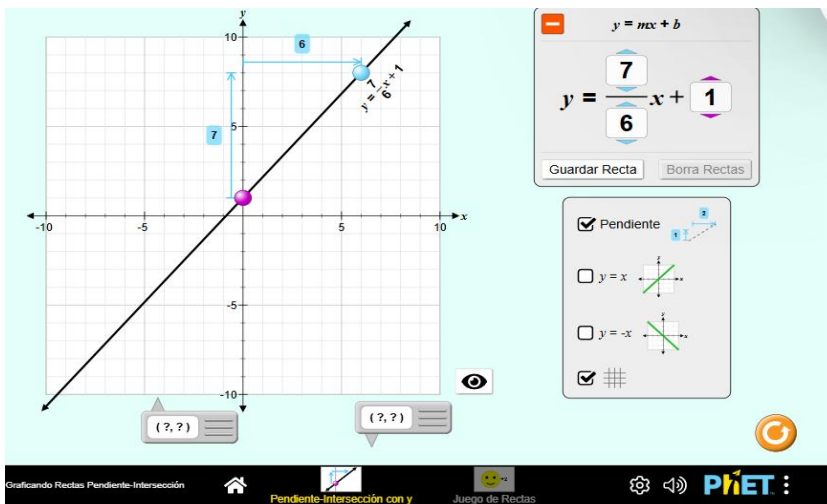 y
10
5
-5
-10
-10
-5
5
10
x
6
7
y = 7/6 x + 1
(?, ?)
(?, ?)
y = mx + b
y = 7/6 x + 1
Guardar Recta
Borra Rectas
Pendiente
1
2
y = x
y = -x
Graficando Rectas Pendiente-Intersección
Pendiente-Intersección con y
Juego de Rectas
PhET